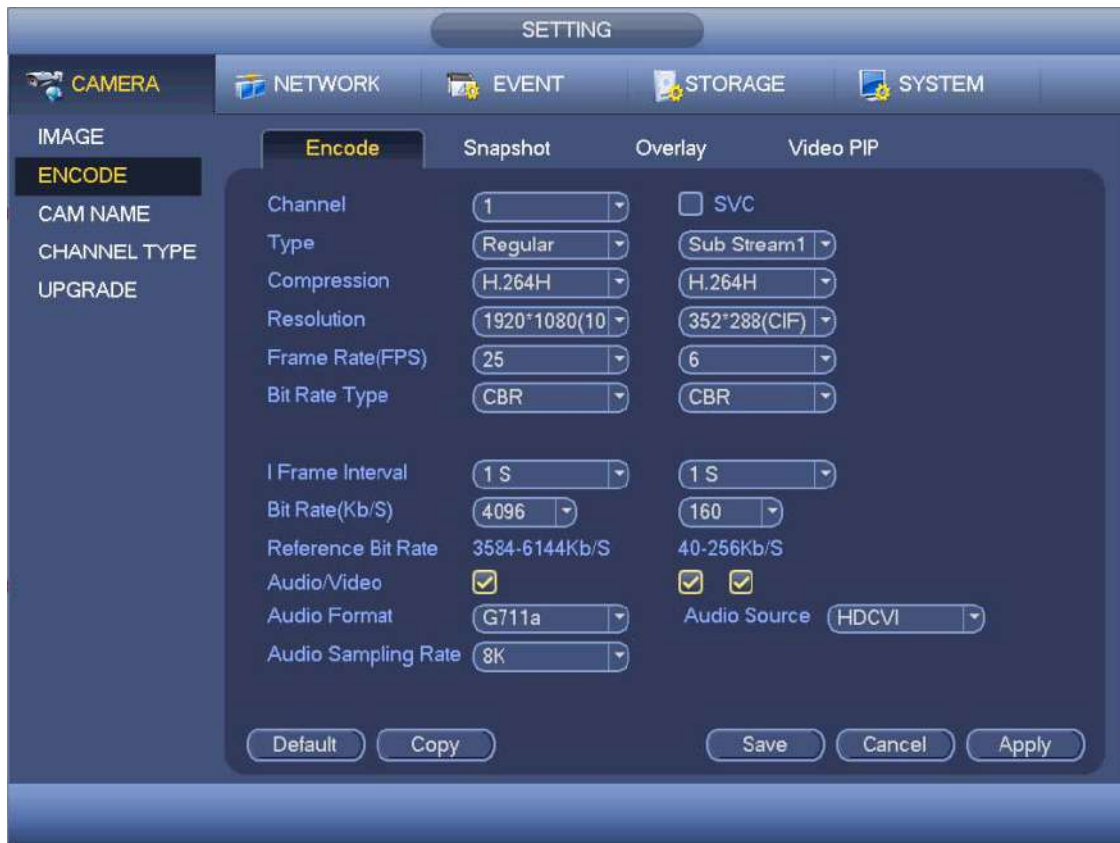 SETTING
CAMERA NETWORK EVENT STORAGE SYSTEM
IMAGE
ENCODE
CAM NAME
CHANNEL TYPE
UPGRADE
Encode Snapshot Overlay Video PIP
Channel 1 SVC
Type Regular Sub Stream1
Compression H.264H H.264H
Resolution 1920*1080(10 352*288(CIF)
Frame Rate(FPS) 25 6
Bit Rate Type CBR CBR
I Frame Interval 1 S 1 S
Bit Rate(Kb/S) 4096 160
Reference Bit Rate 3584-6144Kb/S 40-256Kb/S
Audio/Video
Audio Format G711a Audio Source HDCVI
Audio Sampling Rate 8K
Default Copy Save Cancel Apply